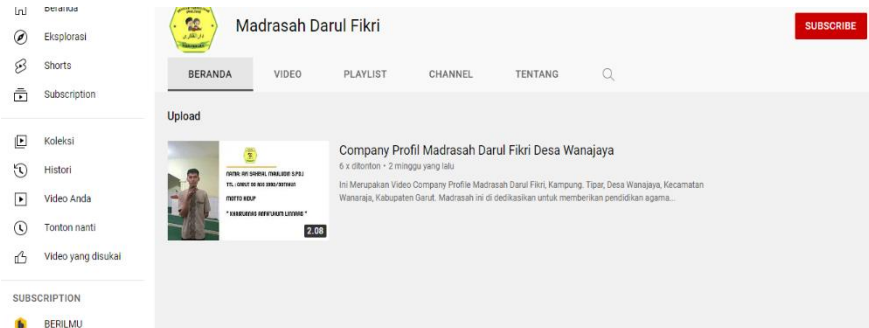 Beranda
Eksplorasi
Shorts
Subscription
Koleksi
Histori
Video Anda
Tonton nanti
Video yang disukai
SUBSCRIPTION
BERILMU
Madrasah Darul Fikri
SUBSCRIBE
BERANDA VIDEO PLAYLIST CHANNEL TENTANG
Upload
MOTTO HIDUP
2.08
Company Profil Madrasah Darul Fikri Desa Wanajaya
6 x ditonton • 2 minggu yang lalu
Ini Merupakan Video Company Profile Madrasah Darul Fikri, Kampung. Tipar, Desa Wanajaya, Kecamatan
Wanaraja, Kabupaten Garut. Madrasah ini di dedikasikan untuk memberikan pendidikan agama...